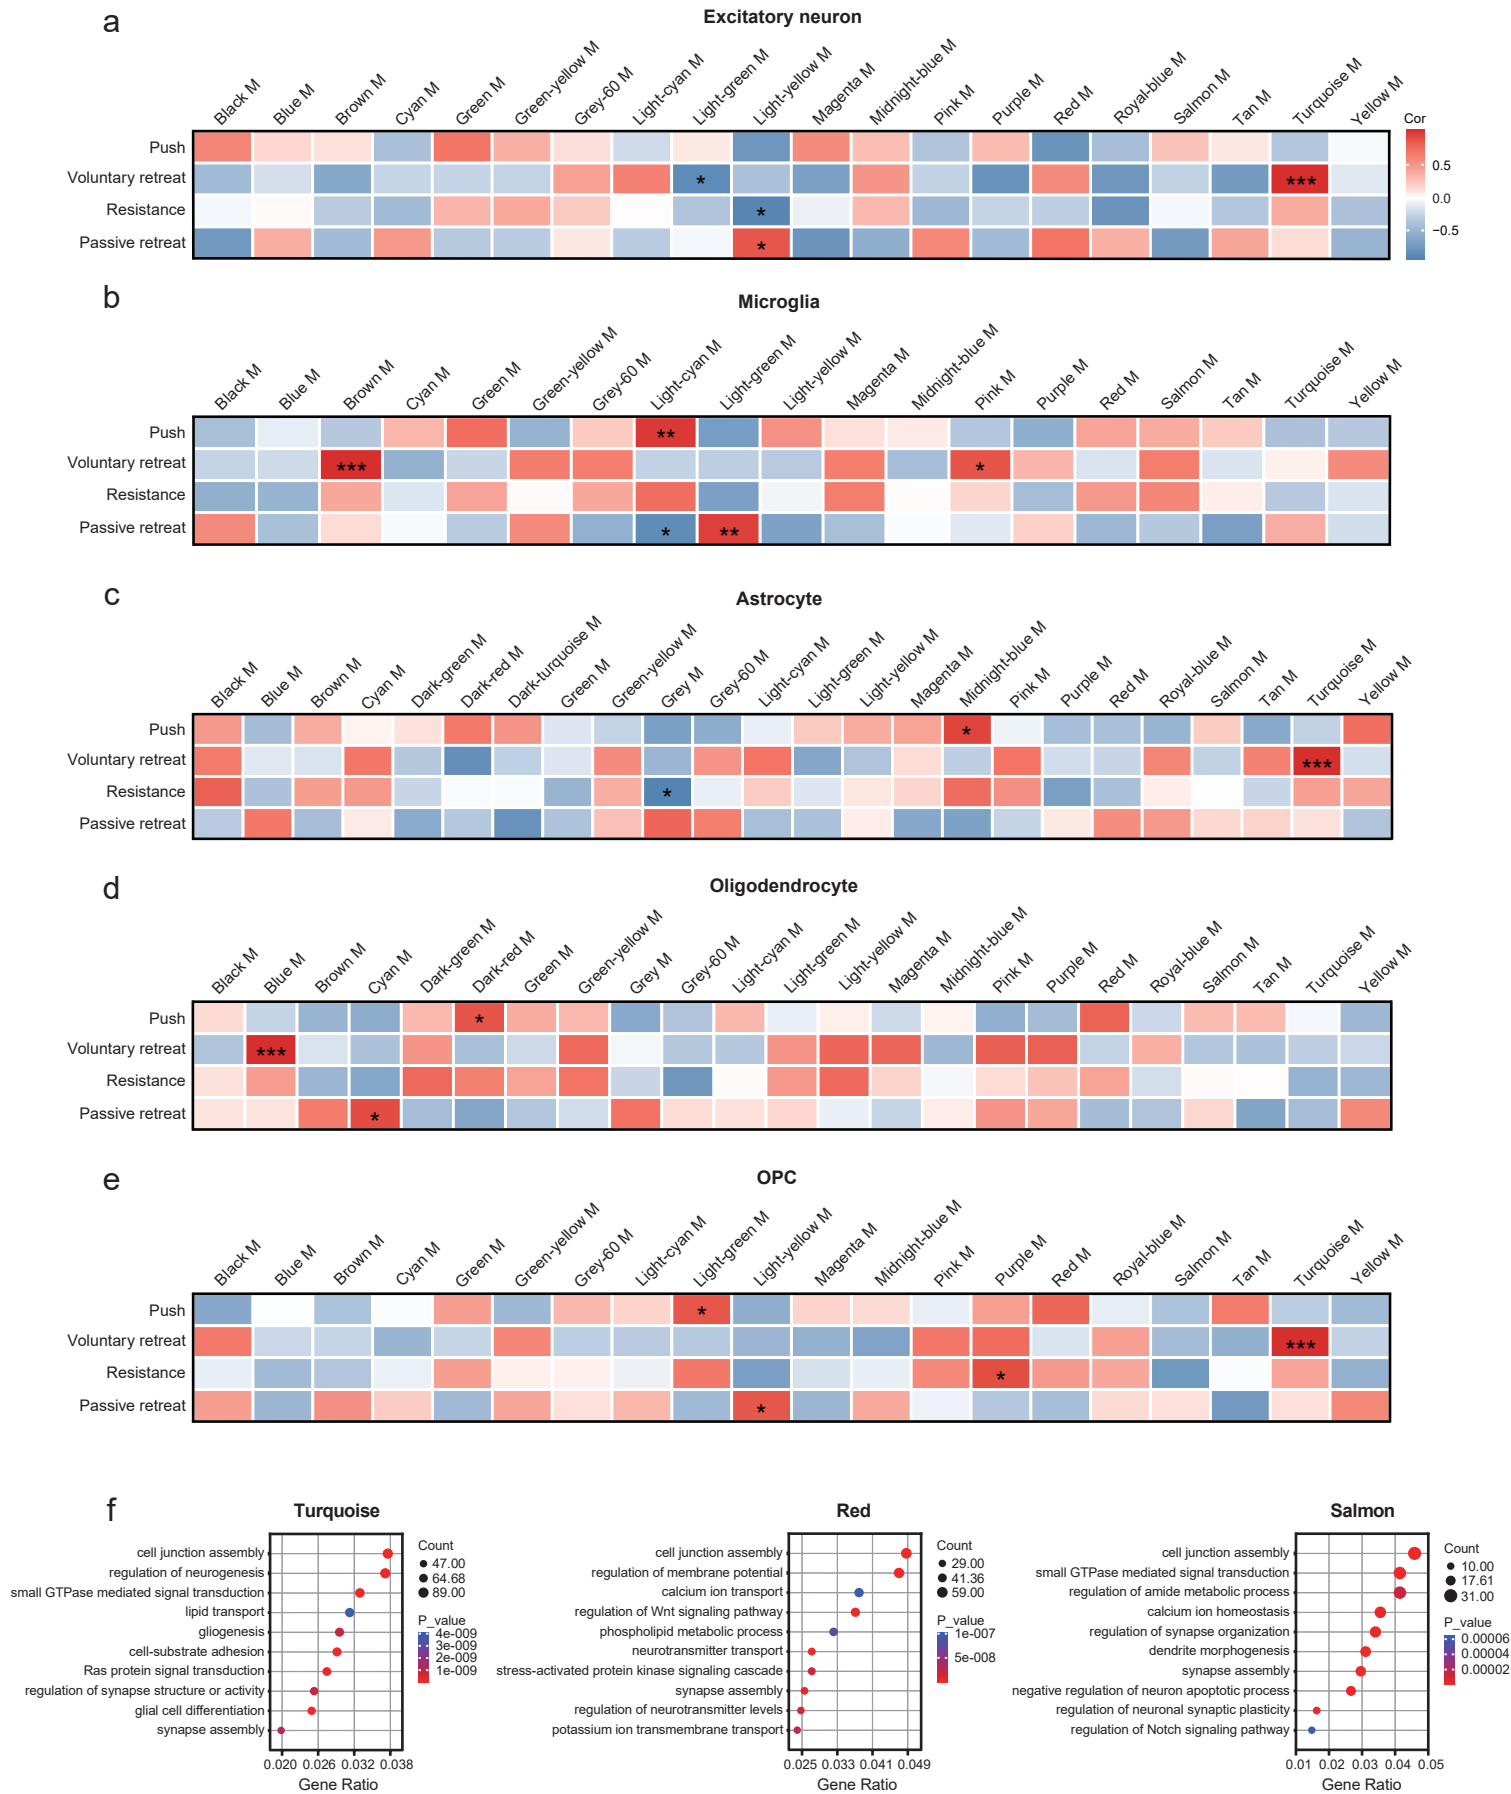 a
Excitatory neuron
Black M
Blue M
Brown M
Cyan M
Green M
Green-yellow M
Grey-60 M
Light-cyan M
Light-green M
Light-yellow M
Magenta M
Midnight-blue M
Pink M
Purple M
Red M
Royal-blue M
Salmon M
Tan M
Turquoise M
Yellow M
Push
Voluntary retreat * ***
Resistance *
Passive retreat *
Cor
0.5
0.0
−0.5
b
Microglia
Black M
Blue M
Brown M
Cyan M
Green M
Green-yellow M
Grey-60 M
Light-cyan M
Light-green M
Light-yellow M
Magenta M
Midnight-blue M
Pink M
Purple M
Red M
Salmon M
Tan M
Turquoise M
Yellow M
Push **
Voluntary retreat *** *
Resistance
Passive retreat * **
c
Astrocyte
Black M
Blue M
Brown M
Cyan M
Dark-green M
Dark-red M
Dark-turquoise M
Green M
Green-yellow M
Grey M
Grey-60 M
Light-cyan M
Light-green M
Light-yellow M
Magenta M
Midnight-blue M
Pink M
Purple M
Red M
Royal-blue M
Salmon M
Tan M
Turquoise M
Yellow M
Push *
Voluntary retreat ***
Resistance *
Passive retreat
d
Oligodendrocyte
Black M
Blue M
Brown M
Cyan M
Dark-green M
Dark-red M
Green M
Green-yellow M
Grey M
Grey-60 M
Light-cyan M
Light-green M
Light-yellow M
Magenta M
Midnight-blue M
Pink M
Purple M
Red M
Royal-blue M
Salmon M
Tan M
Turquoise M
Yellow M
Push *
Voluntary retreat ***
Resistance
Passive retreat *
e
OPC
Black M
Blue M
Brown M
Cyan M
Green M
Green-yellow M
Grey-60 M
Light-cyan M
Light-green M
Light-yellow M
Magenta M
Midnight-blue M
Pink M
Purple M
Red M
Royal-blue M
Salmon M
Tan M
Turquoise M
Yellow M
Push *
Voluntary retreat ***
Resistance *
Passive retreat *
f
Turquoise
cell junction assembly
regulation of neurogenesis
small GTPase mediated signal transduction
lipid transport
gliogenesis
cell-substrate adhesion
Ras protein signal transduction
regulation of synapse structure or activity
glial cell differentiation
synapse assembly
0.020 0.026 0.032 0.038
Gene Ratio
Count
47.00
64.68
89.00
P_value
4e-009
3e-009
2e-009
1e-009
Red
cell junction assembly
regulation of membrane potential
calcium ion transport
regulation of Wnt signaling pathway
phospholipid metabolic process
neurotransmitter transport
stress-activated protein kinase signaling cascade
synapse assembly
regulation of neurotransmitter levels
potassium ion transmembrane transport
0.025 0.033 0.041 0.049
Gene Ratio
Count
29.00
41.36
59.00
P_value
1e-007
5e-008
Salmon
cell junction assembly
small GTPase mediated signal transduction
regulation of amide metabolic process
calcium ion homeostasis
regulation of synapse organization
dendrite morphogenesis
synapse assembly
negative regulation of neuron apoptotic process
regulation of neuronal synaptic plasticity
regulation of Notch signaling pathway
0.01 0.02 0.03 0.04 0.05
Gene Ratio
Count
10.00
17.61
31.00
P_value
0.00006
0.00004
0.00002